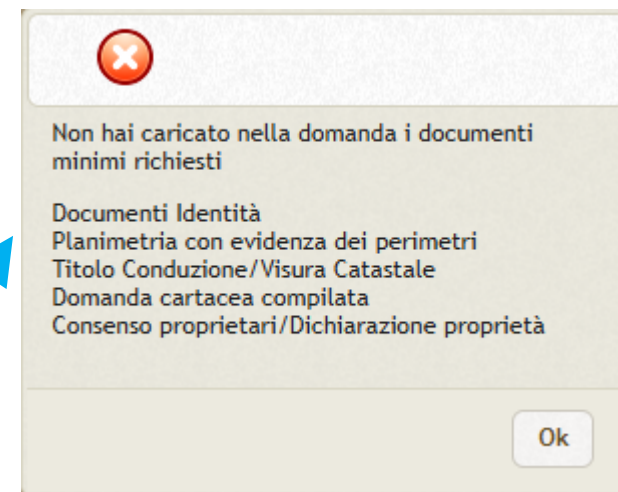 Non hai caricato nella domanda i documenti
minimi richiesti
Documenti Identità
Planimetria con evidenza dei perimetri
Titolo Conduzione/Visura Catastale
Domanda cartacea compilata
Consenso proprietari/Dichiarazione proprietà
Ok